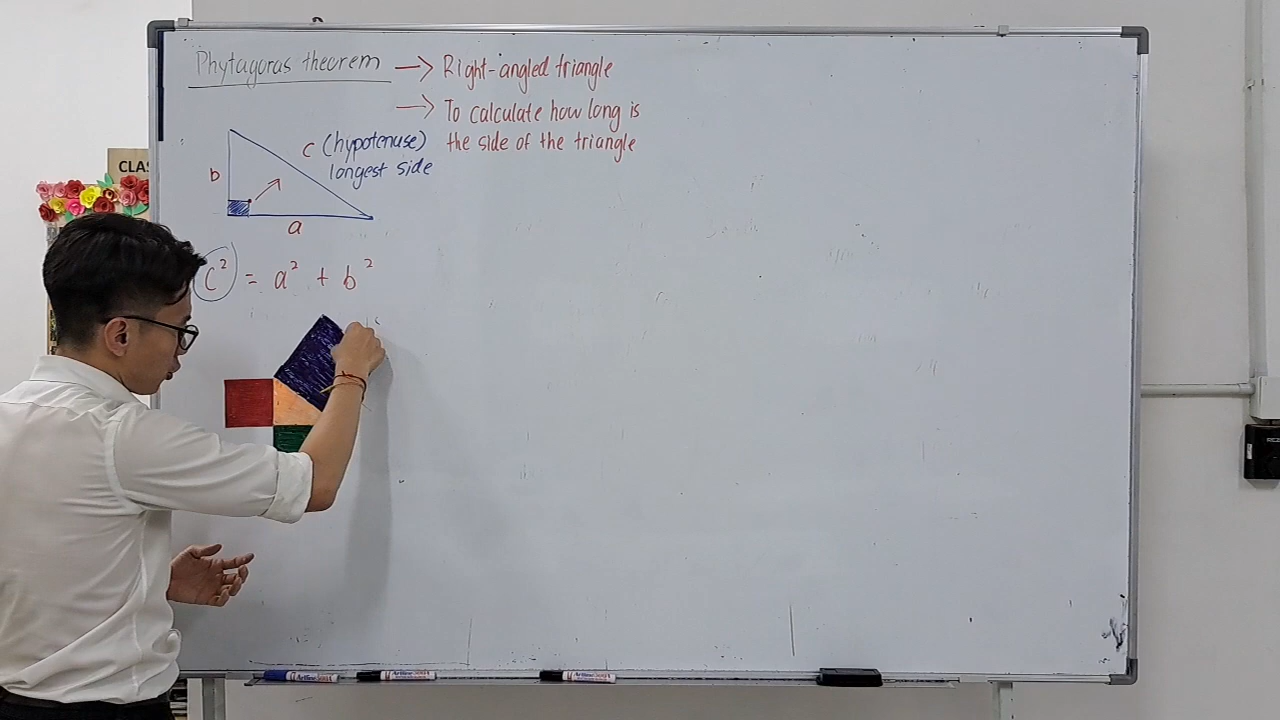 Phytagoras theorem → Right-angled triangle
→ To calculate how long is
the side of the triangle
c (hypotenuse)
longest side
b
a
c² = a² + b²
CLAS